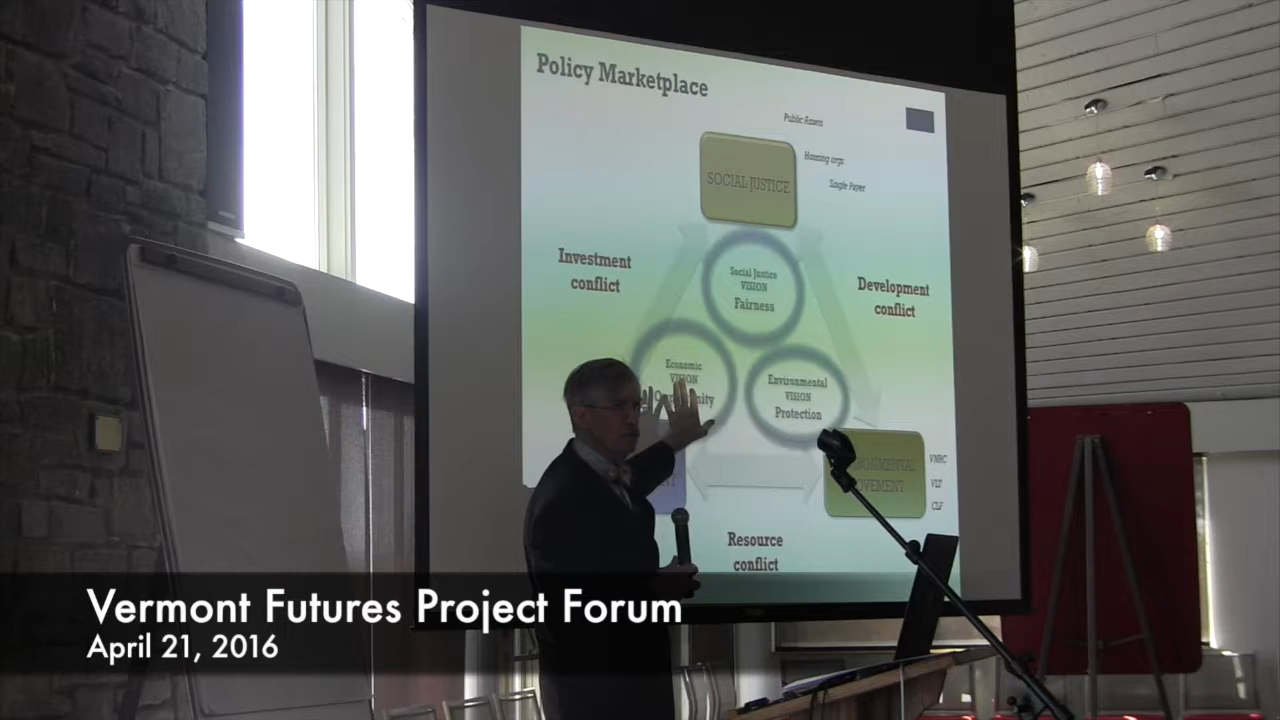 Policy Marketplace
Public Assets
Housing orgs
Single Payer
SOCIAL JUSTICE
Investment
conflict
Social Justice
VISION
Fairness
Development
conflict
Economic
VISION
Environmental
VISION
Protection
VNRC
VLT
CLF
Resource
conflict
Vermont Futures Project Forum
April 21, 2016